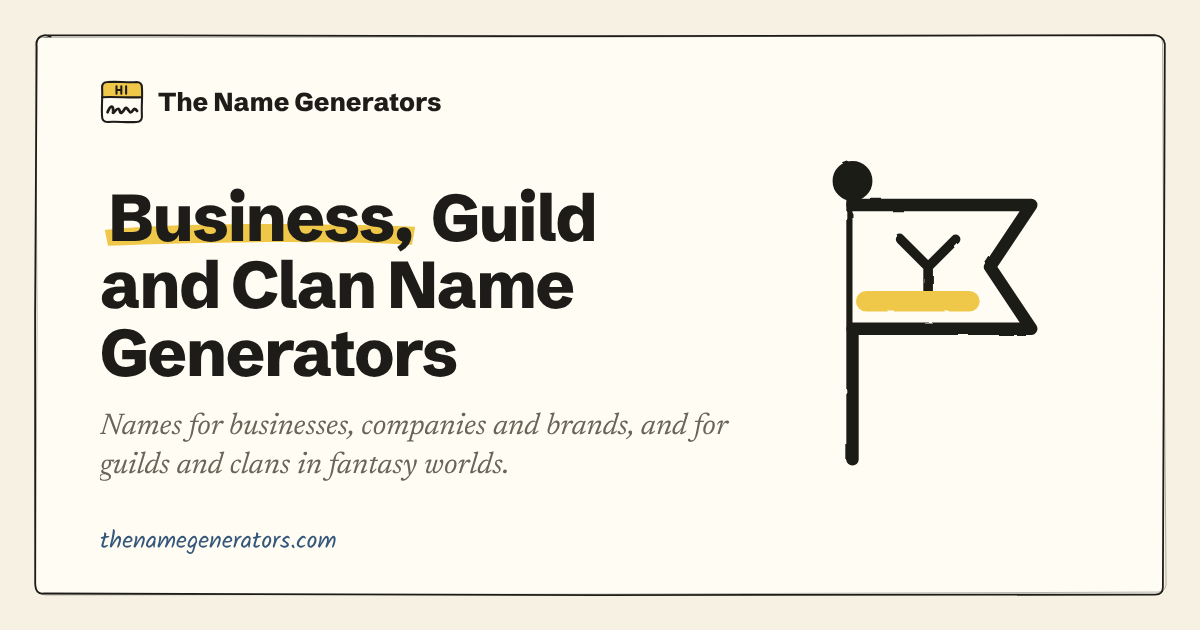 HI
The Name Generators
Business, Guild
and Clan Name
Generators
Names for businesses, companies and brands, and for
guilds and clans in fantasy worlds.
thenamegenerators.com